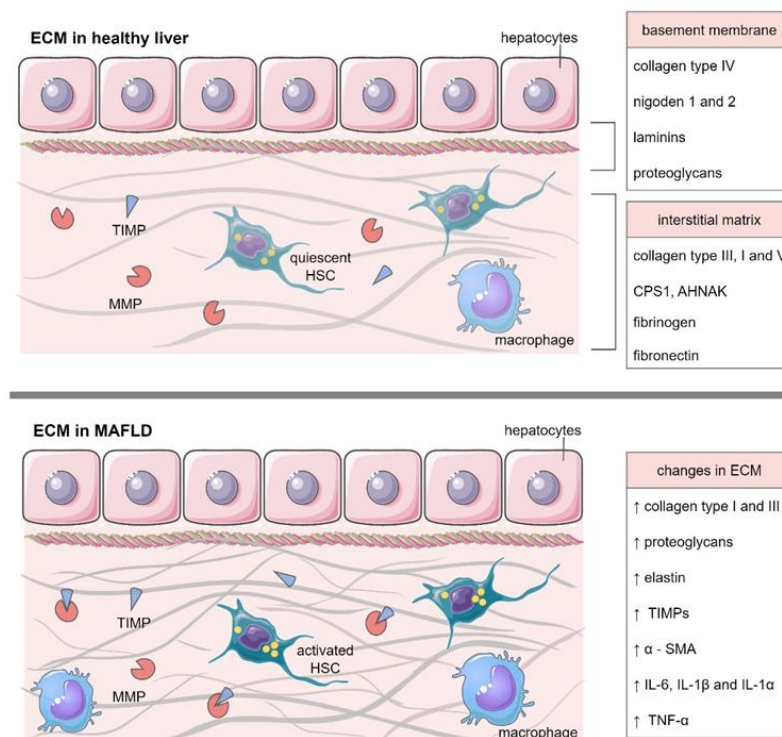 ECM in healthy liver
hepatocytes
TIMP
quiescent
HSC
MMP
macrophage
basement membrane
collagen type IV
nigoden 1 and 2
laminins
proteoglycans
interstitial matrix
collagen type III, I and V
CPS1, AHNAK
fibrinogen
fibronectin
ECM in MAFLD
hepatocytes
TIMP
activated
HSC
MMP
macrophage
changes in ECM
↑ collagen type I and III
↑ proteoglycans
↑ elastin
↑ TIMPs
↑ α - SMA
↑ IL-6, IL-1β and IL-1α
↑ TNF-α